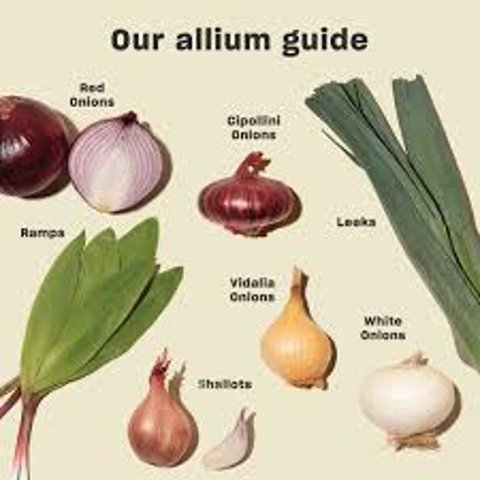 Our allium guide
Red
Onions
Cipollini
Onions
Ramps
Leeks
Vidalia
Onions
White
Onions
Shallots